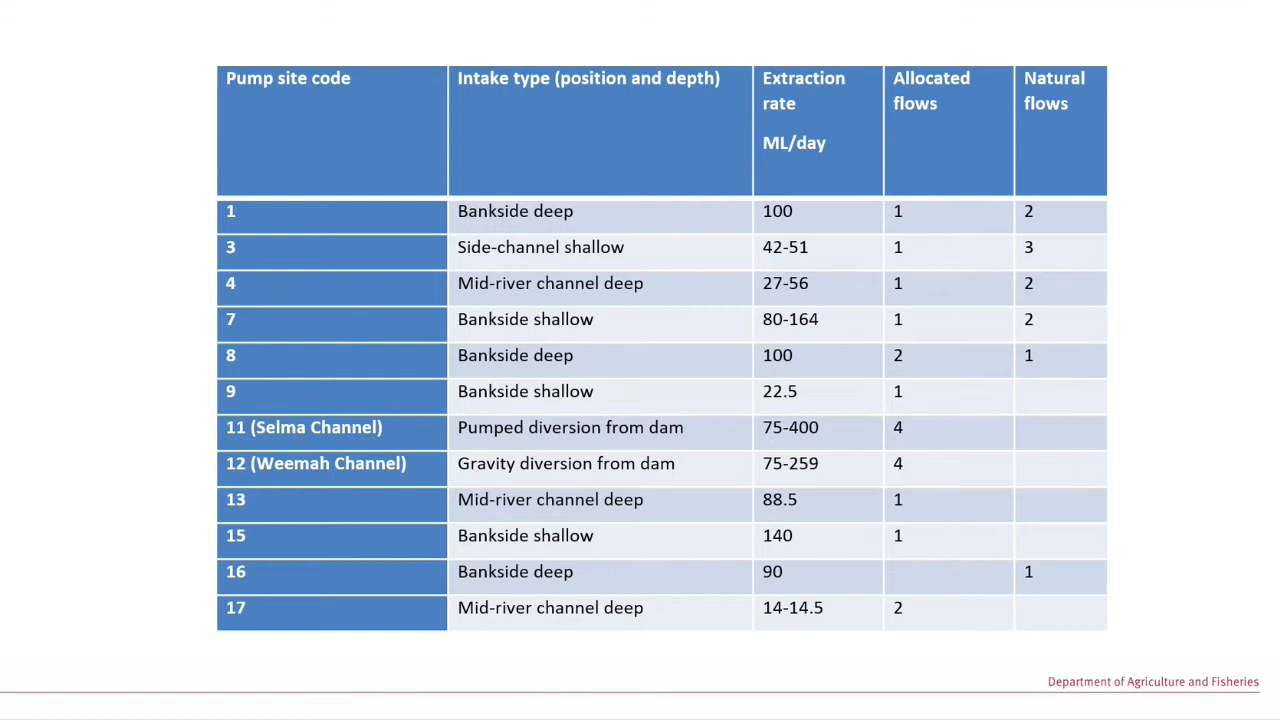 Pump site code Intake type (position and depth) Extraction rate ML/day Allocated flows Natural flows
1 Bankside deep 100 1 2
3 Side-channel shallow 42-51 1 3
4 Mid-river channel deep 27-56 1 2
7 Bankside shallow 80-164 1 2
8 Bankside deep 100 2 1
9 Bankside shallow 22.5 1
11 (Selma Channel) Pumped diversion from dam 75-400 4
12 (Weemah Channel) Gravity diversion from dam 75-259 4
13 Mid-river channel deep 88.5 1
15 Bankside shallow 140 1
16 Bankside deep 90 1
17 Mid-river channel deep 14-14.5 2
Department of Agriculture and Fisheries